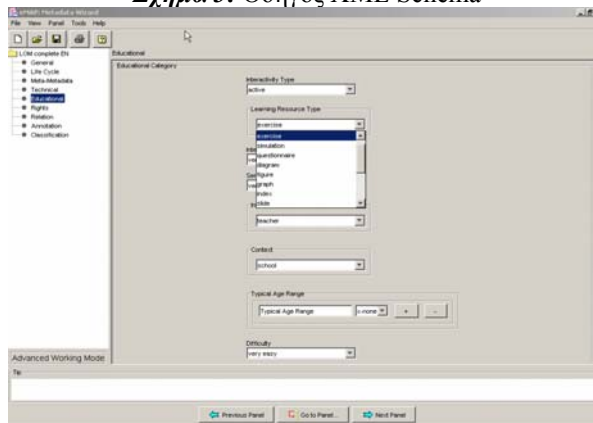 Σχήμα 3: Οδηγός XML Schema
eMAP: Metadata Wizard
File View Panel Tools Help
LOM complete EN
General
Life Cycle
Meta-Metadata
Technical
Educational
Rights
Relation
Annotation
Classification
Educational
Educational Category
Interactivity Type
active
Learning Resource Type
exercise
exercise
simulation
questionnaire
diagram
figure
graph
index
slide
teacher
Context
school
Typical Age Range
Typical Age Range x-none + -
Difficulty
very easy
Advanced Working Mode
Tip
Previous Panel Go to Panel... Next Panel